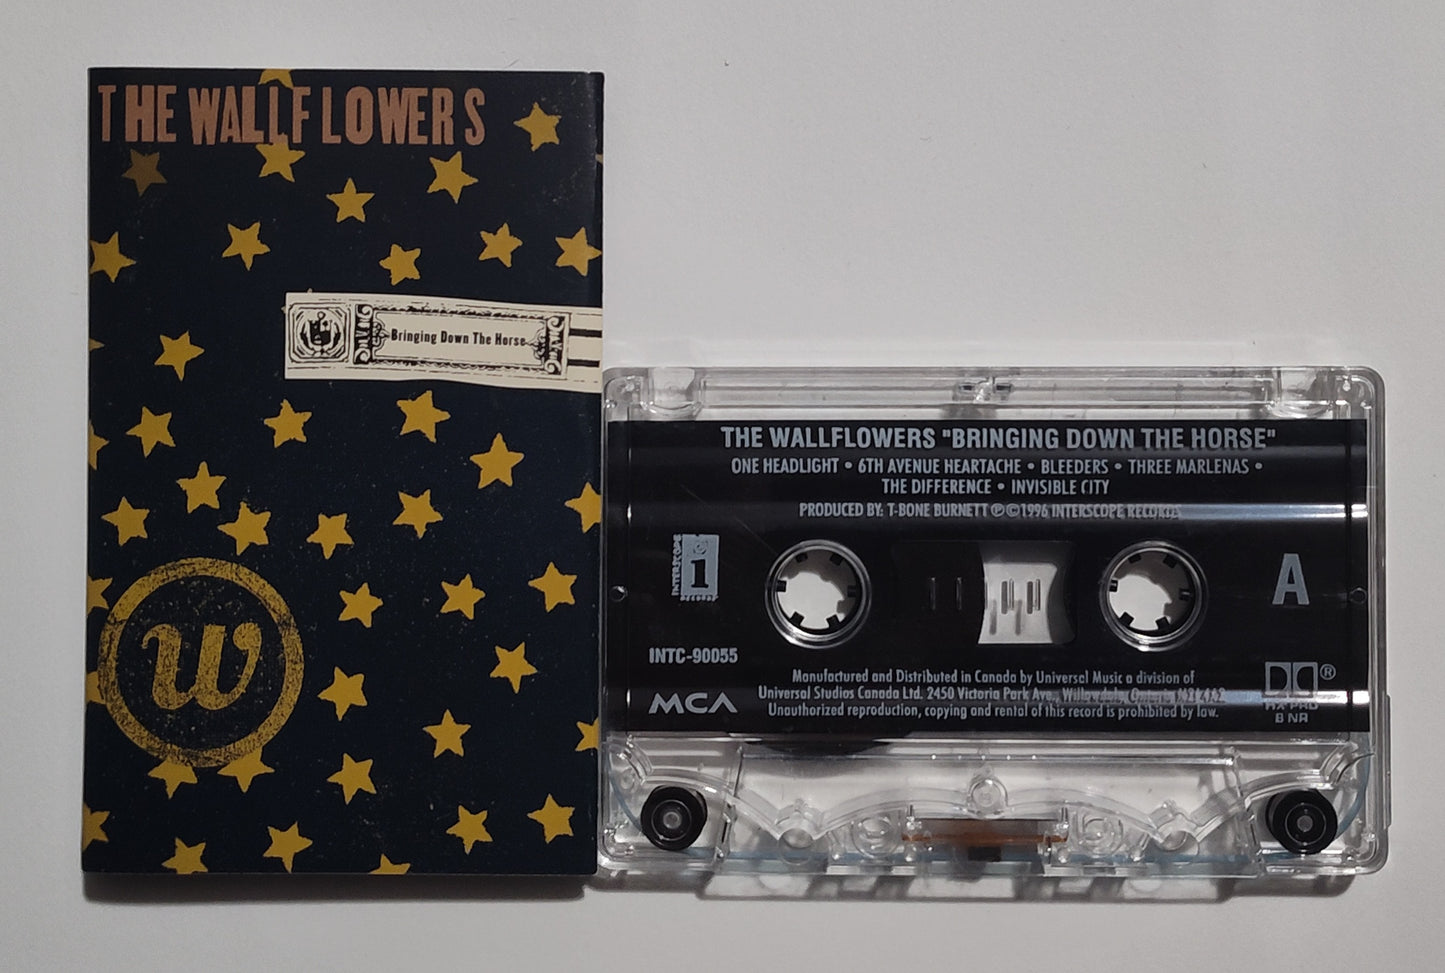 THE WALLFLOWERS
Bringing Down The Horse
w
THE WALLFLOWERS "BRINGING DOWN THE HORSE"
ONE HEADLIGHT • 6TH AVENUE HEARTACHE • BLEEDERS • THREE MARLENAS •
THE DIFFERENCE • INVISIBLE CITY
PRODUCED BY: T-BONE BURNETT ℗©1996 INTERSCOPE RECORDS
INTERSCOPE
1
RECORDS
A
INTC-90055
MCA
Manufactured and Distributed in Canada by Universal Music a division of
Universal Studios Canada Ltd. 2450 Victoria Park Ave., Willowdale, Ontario
Unauthorized reproduction, copying and rental of this record is prohibited by law.
®
HX PRO
B NR